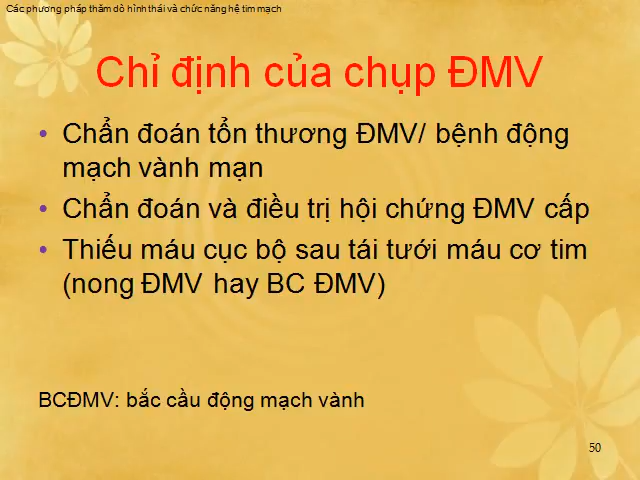 Các phương pháp thăm dò hình thái và chức năng hệ tim mạch
Chỉ định của chụp ĐMV
• Chẩn đoán tổn thương ĐMV/ bệnh động
mạch vành mạn
• Chẩn đoán và điều trị hội chứng ĐMV cấp
• Thiếu máu cục bộ sau tái tưới máu cơ tim
(nong ĐMV hay BC ĐMV)
BCĐMV: bắc cầu động mạch vành
50